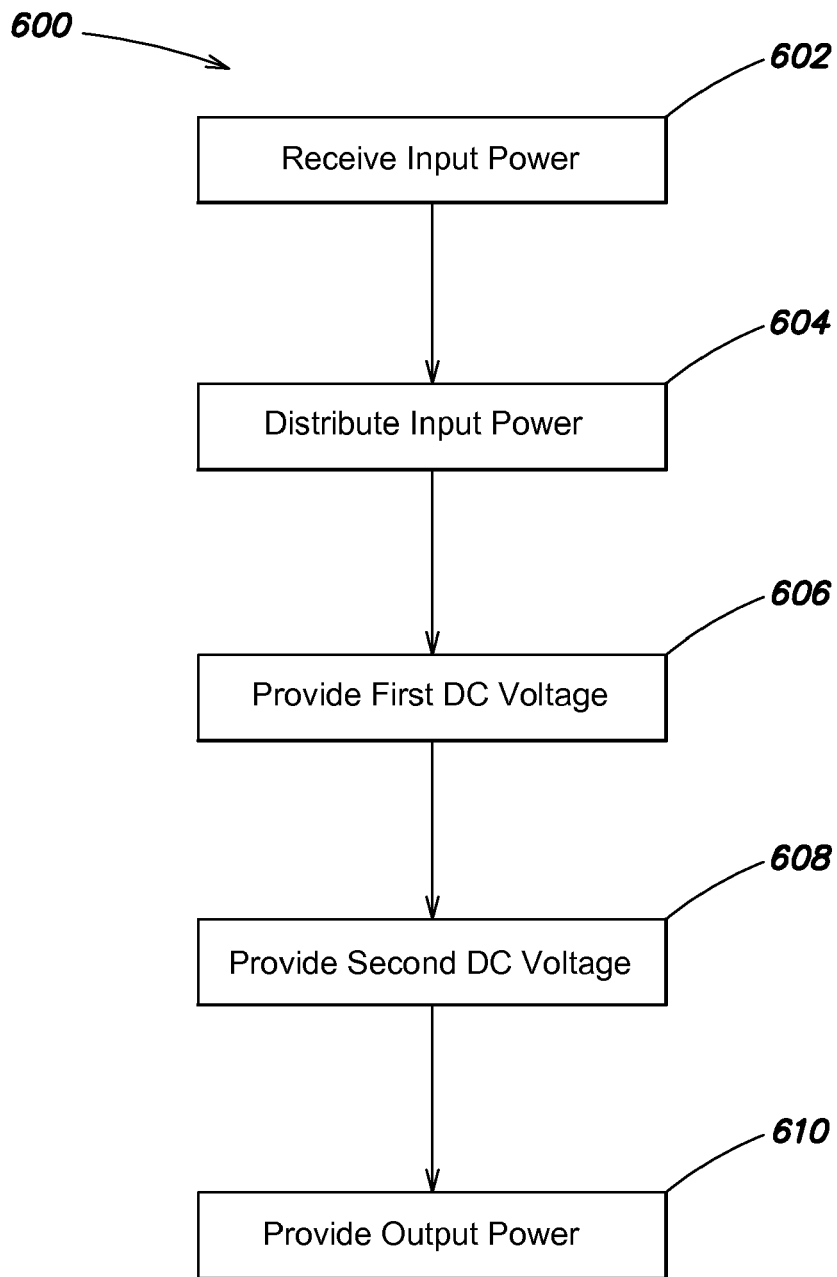 600
602
Receive Input Power
604
Distribute Input Power
606
Provide First DC Voltage
608
Provide Second DC Voltage
610
Provide Output Power